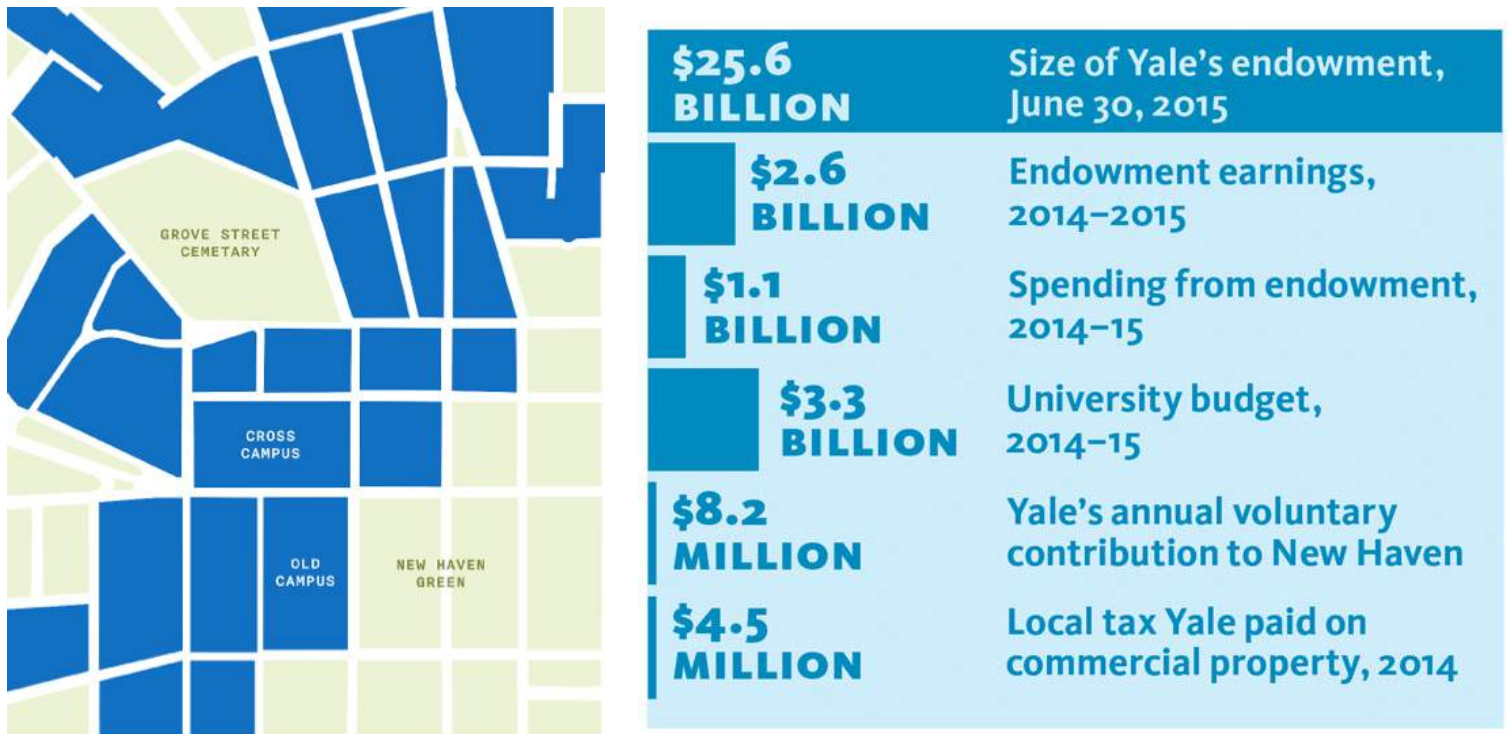 GROVE STREET
CEMETARY
CROSS
CAMPUS
OLD
CAMPUS
NEW HAVEN
GREEN
$25.6
BILLION
Size of Yale's endowment,
June 30, 2015
$2.6
BILLION
Endowment earnings,
2014–2015
$1.1
BILLION
Spending from endowment,
2014–15
$3.3
BILLION
University budget,
2014–15
$8.2
MILLION
Yale's annual voluntary
contribution to New Haven
$4.5
MILLION
Local tax Yale paid on
commercial property, 2014